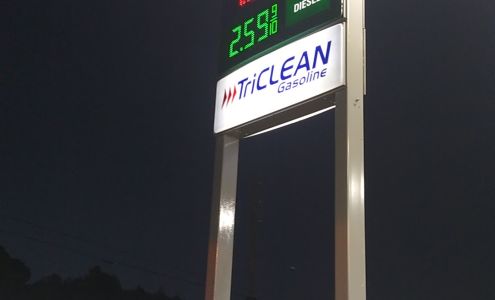 DIESEL
2.59 9/10
TriCLEAN
Gasoline